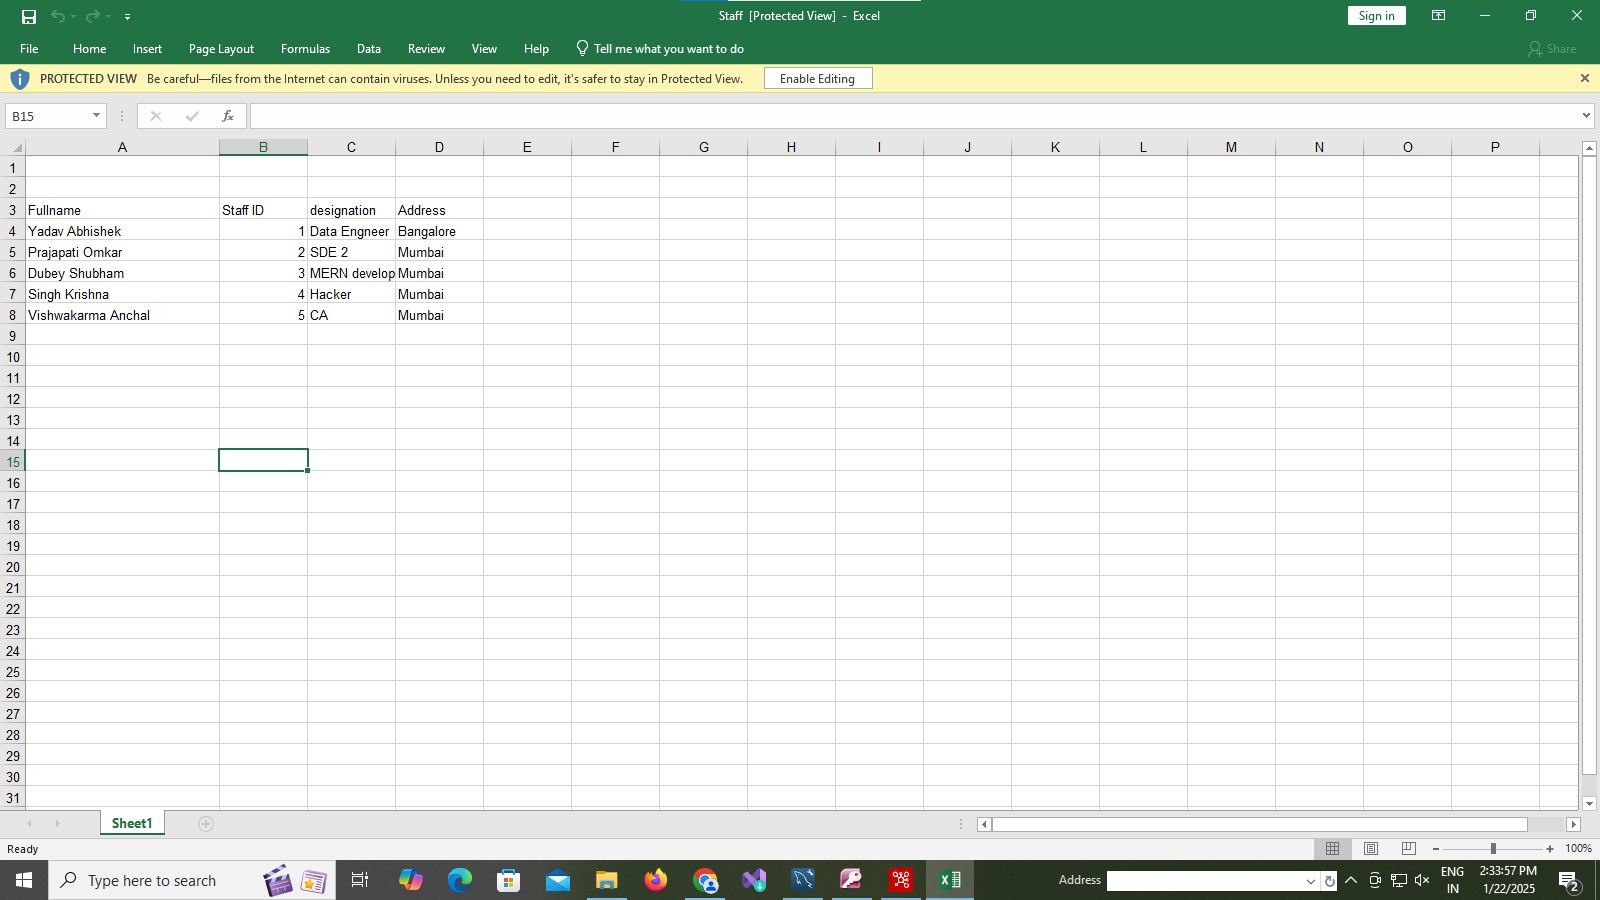 Staff [Protected View] - Excel
Sign in
File Home Insert Page Layout Formulas Data Review View Help Tell me what you want to do Share
PROTECTED VIEW Be careful—files from the Internet can contain viruses. Unless you need to edit, it's safer to stay in Protected View. Enable Editing
B15 fx
A B C D E F G H I J K L M N O P
1
2
3 Fullname Staff ID designation Address
4 Yadav Abhishek 1 Data Engneer Bangalore
5 Prajapati Omkar 2 SDE 2 Mumbai
6 Dubey Shubham 3 MERN develop Mumbai
7 Singh Krishna 4 Hacker Mumbai
8 Vishwakarma Anchal 5 CA Mumbai
9
10
11
12
13
14
15
16
17
18
19
20
21
22
23
24
25
26
27
28
29
30
31
Sheet1
Ready 100%
Type here to search Address ENG IN 2:33:57 PM 1/22/2025 2